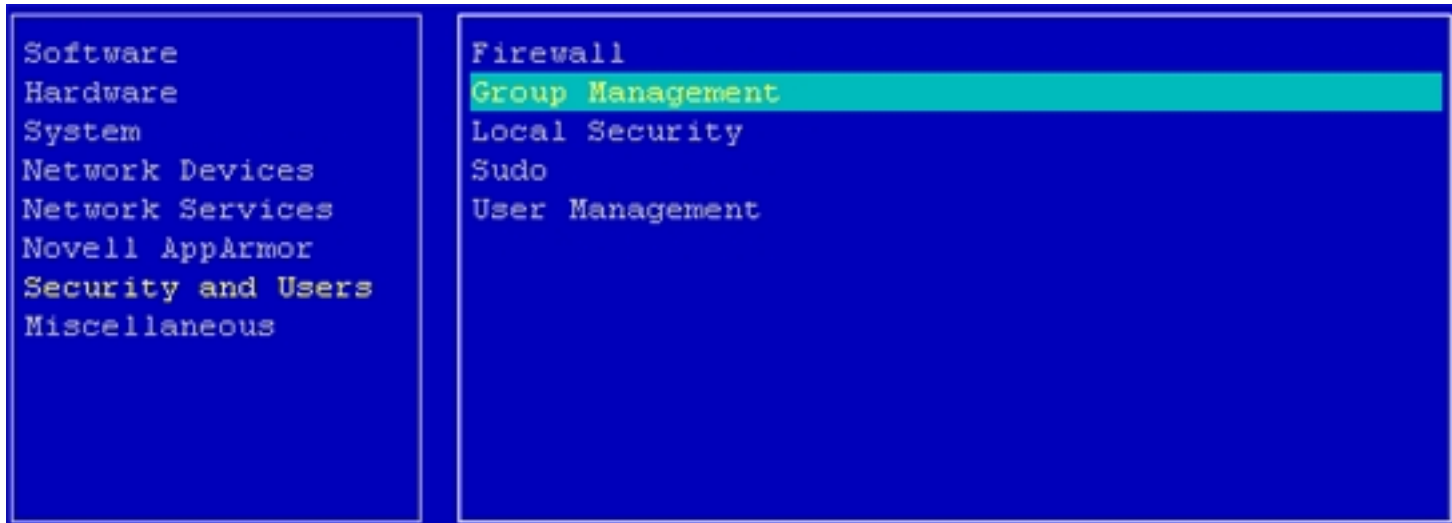 Software
Hardware
System
Network Devices
Network Services
Novell AppArmor
Security and Users
Miscellaneous
Firewall
Group Management
Local Security
Sudo
User Management